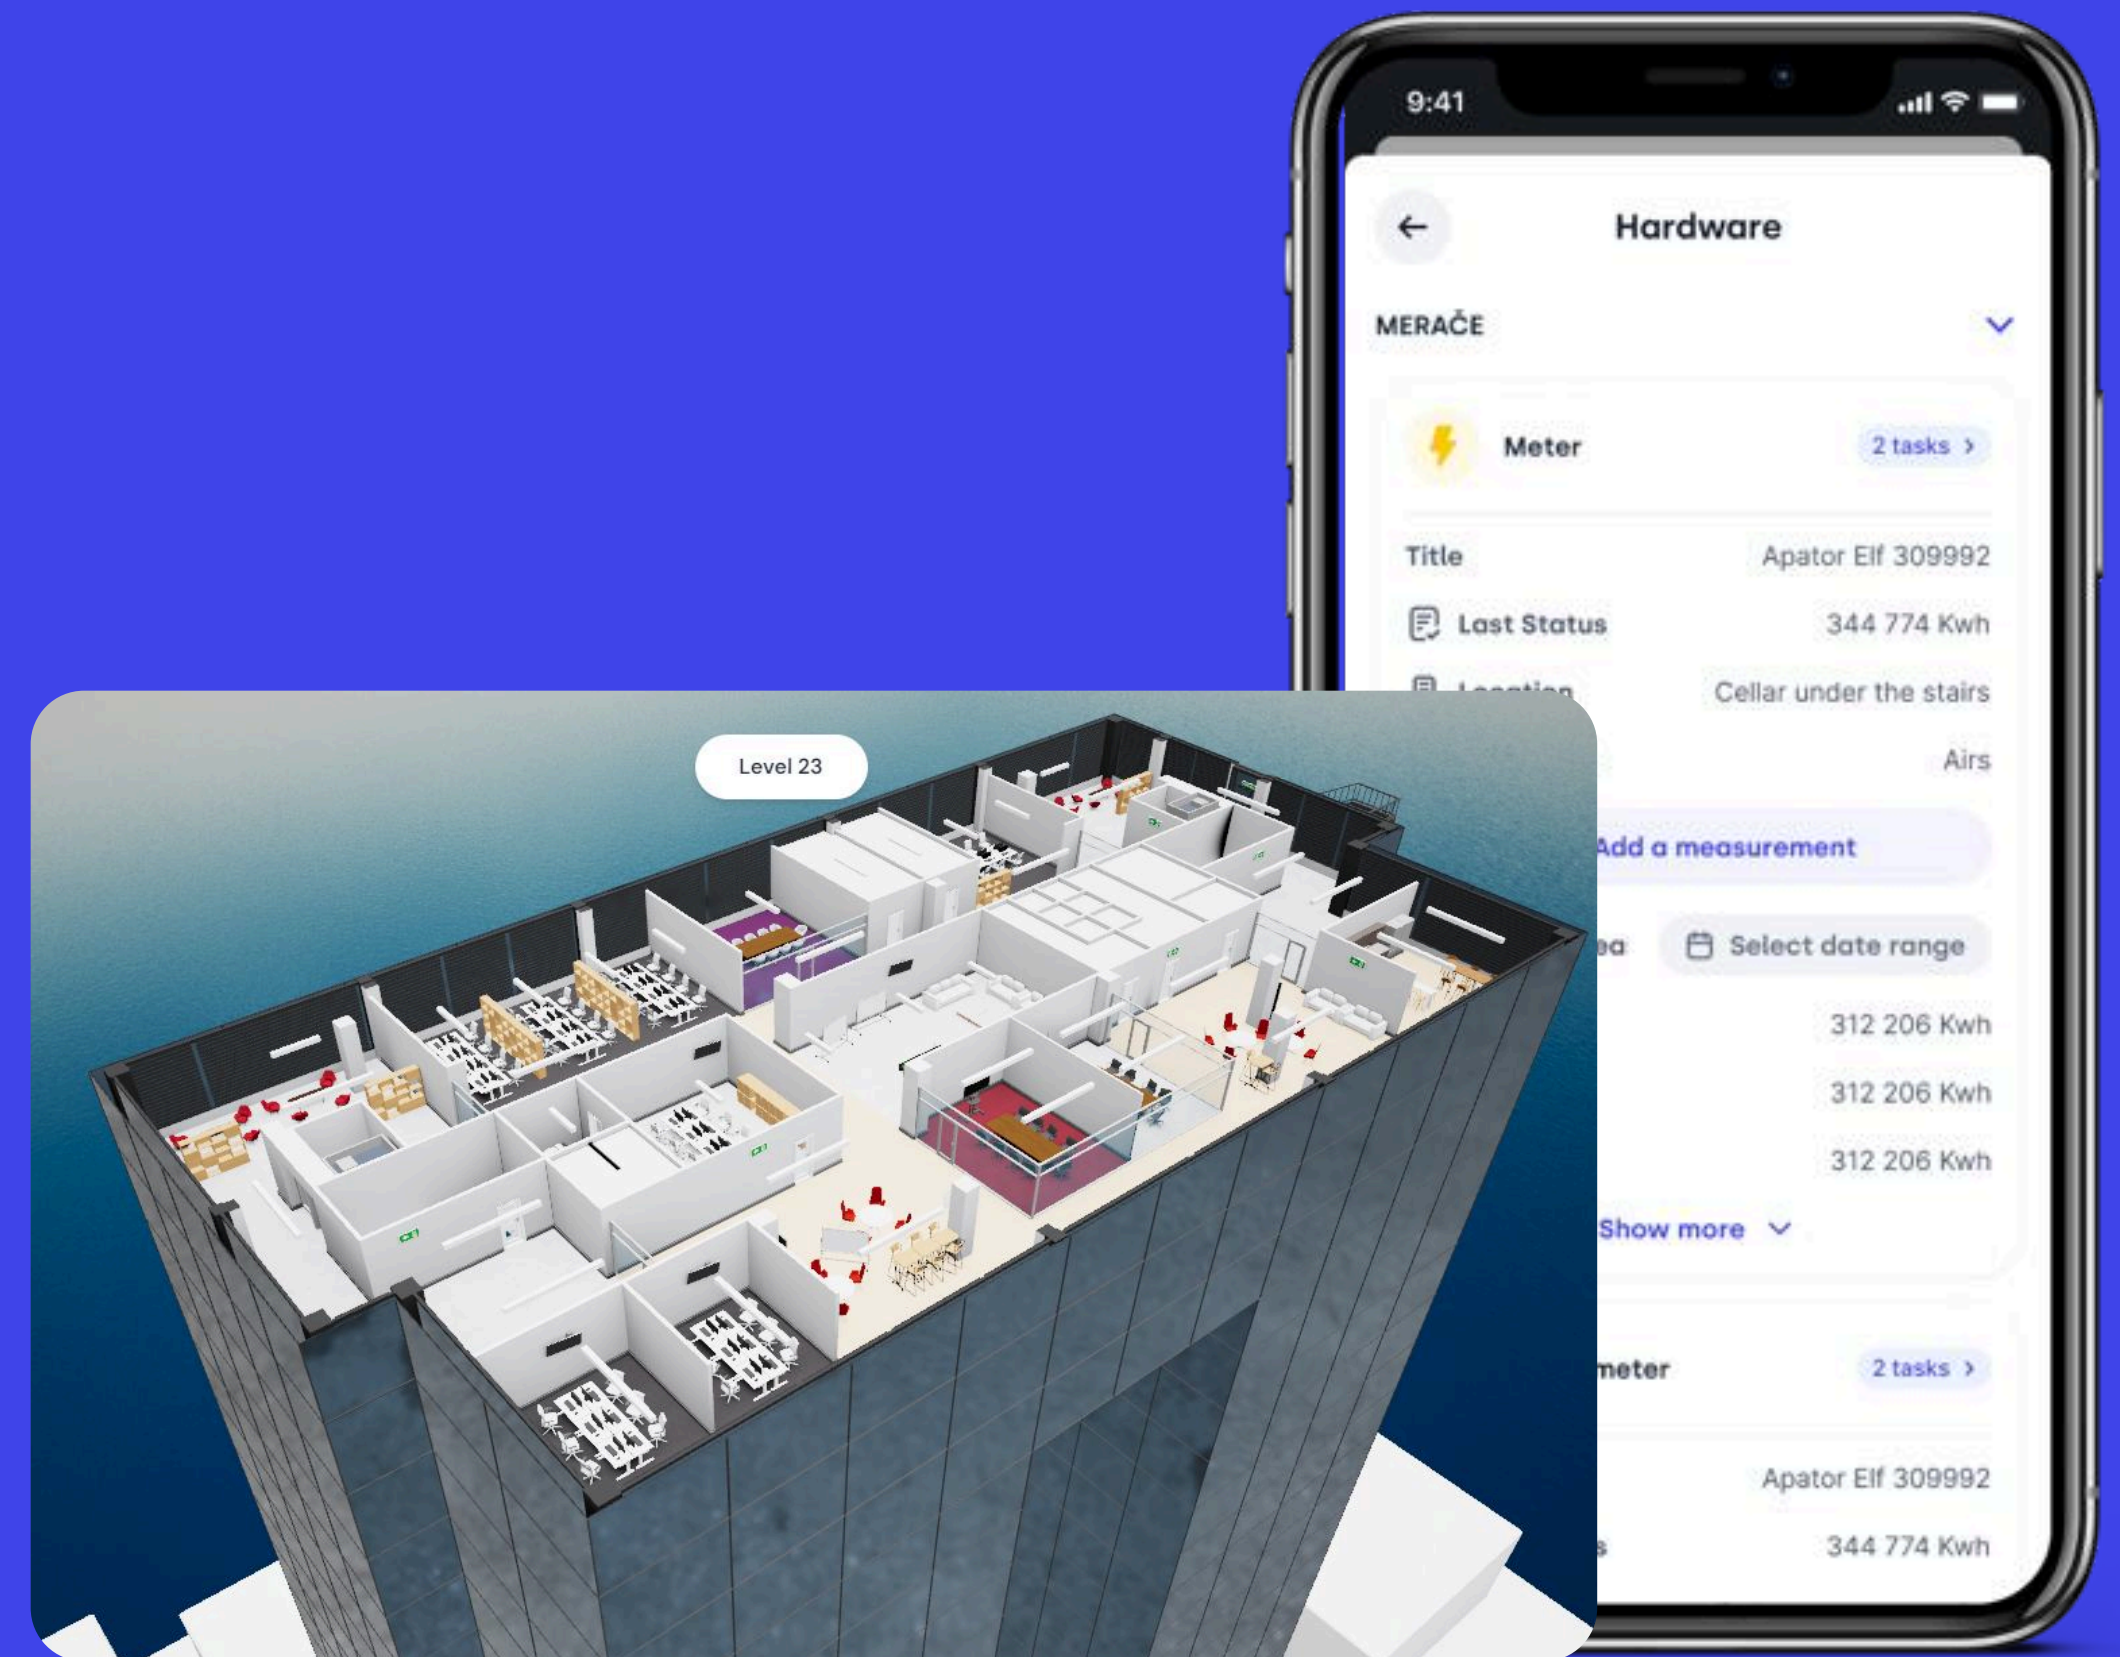 9:41
Hardware
MERAČE
Meter
2 tasks >
Title
Apator Elf 309992
Last Status
344 774 Kwh
Location
Cellar under the stairs
Airs
Add a measurement
Select date range
312 206 Kwh
312 206 Kwh
312 206 Kwh
Show more
2 tasks >
Apator Elf 309992
344 774 Kwh
Level 23